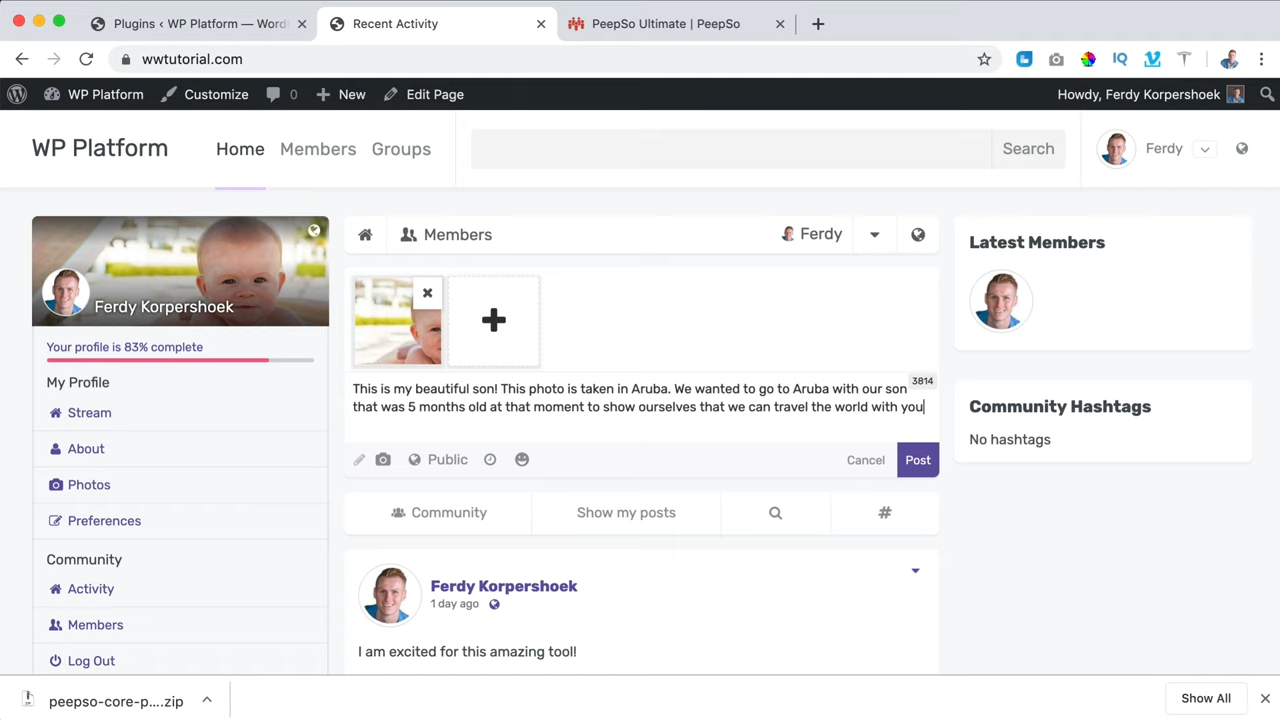 Plugins < WP Platform — Word
Recent Activity
PeepSo Ultimate | PeepSo
wwtutorial.com
WP Platform
Customize
0
New
Edit Page
Howdy, Ferdy Korpershoek
WP Platform
Home
Members
Groups
Search
Ferdy
Ferdy Korpershoek
Your profile is 83% complete
My Profile
Stream
About
Photos
Preferences
Community
Activity
Members
Log Out
Members
Ferdy
3814
This is my beautiful son! This photo is taken in Aruba. We wanted to go to Aruba with our son
that was 5 months old at that moment to show ourselves that we can travel the world with you
Public
Cancel
Post
Community
Show my posts
#
Ferdy Korpershoek
1 day ago
I am excited for this amazing tool!
Latest Members
Community Hashtags
No hashtags
peepso-core-p....zip
Show All